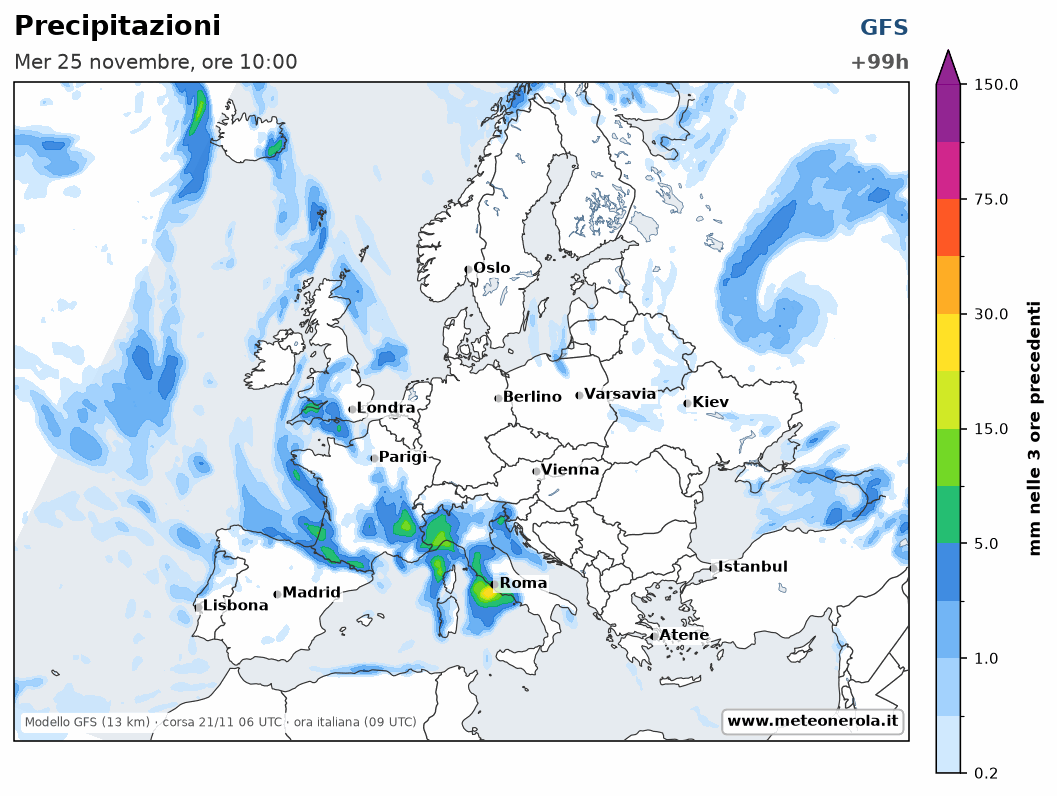 Precipitazioni
GFS
Mer 25 novembre, ore 10:00
+99h
150.0
75.0
30.0
15.0
5.0
1.0
0.2
mm nelle 3 ore precedenti
Oslo
Berlino
Varsavia
Kiev
Londra
Parigi
Vienna
Istanbul
Roma
Madrid
Lisbona
Atene
Modello GFS (13 km) · corsa 21/11 06 UTC · ora italiana (09 UTC)
www.meteonerola.it